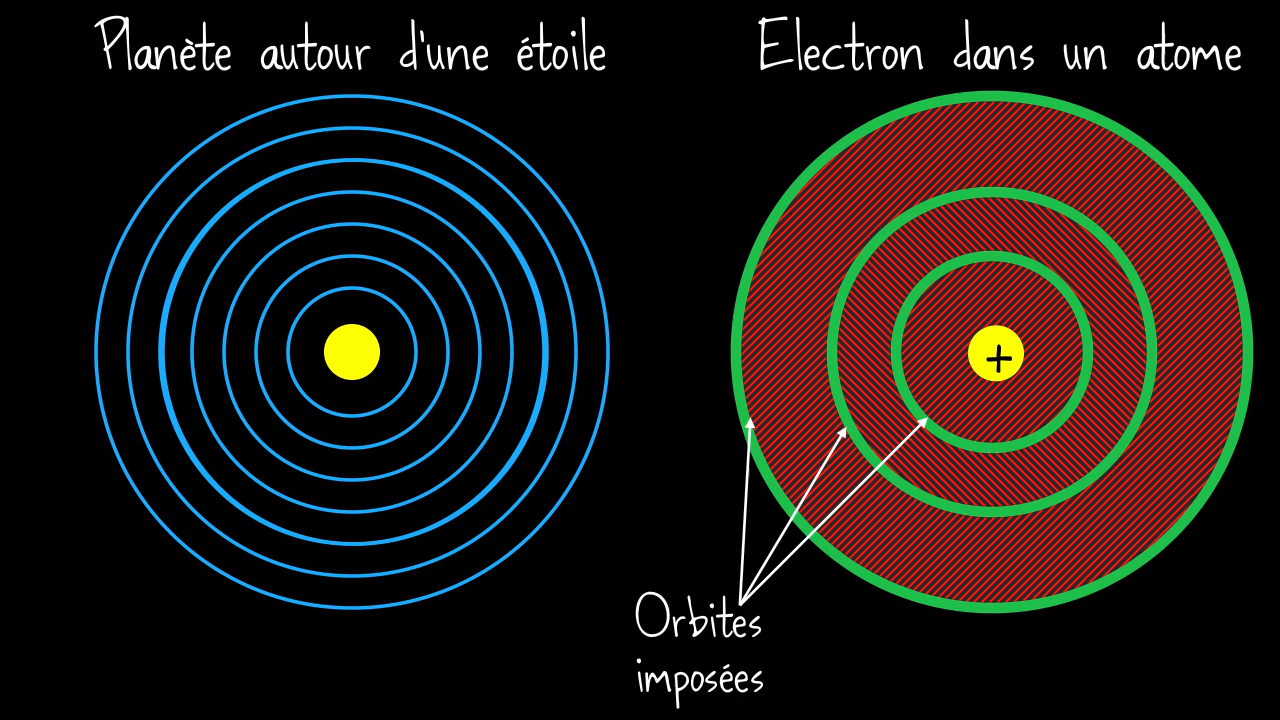 Planète autour d'une étoile
Electron dans un atome
+
Orbites
imposées